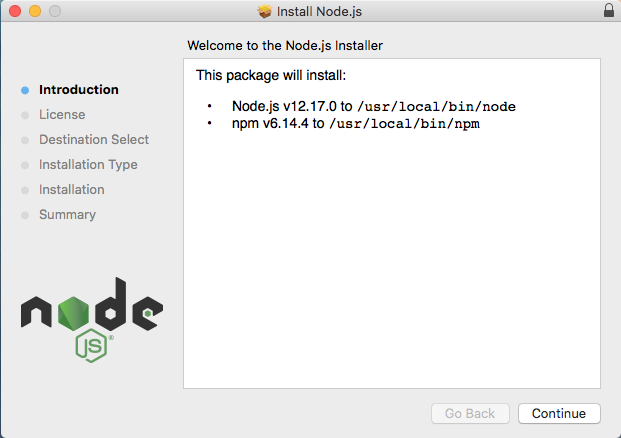 Install Node.js
Welcome to the Node.js Installer
Introduction
License
Destination Select
Installation Type
Installation
Summary
This package will install:
• Node.js v12.17.0 to /usr/local/bin/node
• npm v6.14.4 to /usr/local/bin/npm
node
JS®
Go Back
Continue